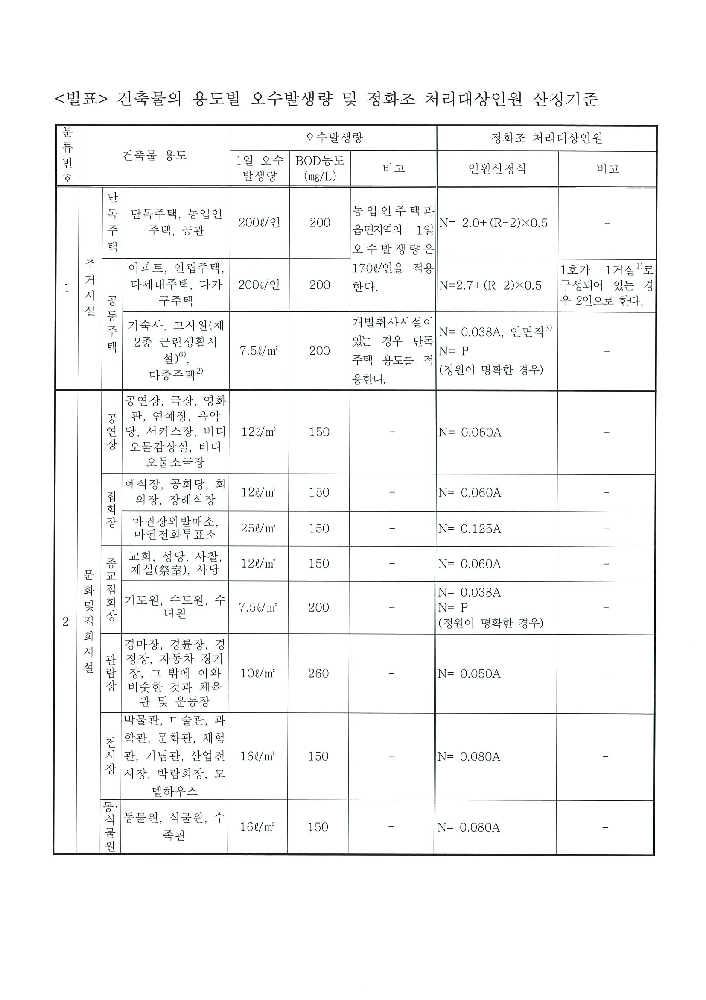 <별표> 건축물의 용도별 오수발생량 및 정화조 처리대상인원 산정기준
분
류
번
호
건축물 용도
오수발생량
정화조 처리대상인원
1일 오수
발생량
BOD농도
(㎎/L)
비고
인원산정식
비고
1
주
거
시
설
단
독
주
택
단독주택, 농업인
주택, 공관
200ℓ/인
200
농업인주택과
읍·면지역의 1일
오수발생량은
170ℓ/인을 적용
한다.
N= 2.0+(R-2)×0.5
-
공
동
주
택
아파트, 연립주택,
다세대주택, 다가
구주택
200ℓ/인
200
N=2.7+(R-2)×0.5
1호가 1거실1)로
구성되어 있는 경
우 2인으로 한다.
기숙사, 고시원(제
2종 근린생활시
설)6),
다중주택2)
7.5ℓ/㎡
200
개별취사시설이
있는 경우 단독
주택 용도를 적
용한다.
N= 0.038A, 연면적3)
N= P
(정원이 명확한 경우)
-
2
문
화
및
집
회
시
설
공
연
장
공연장, 극장, 영화
관, 연예장, 음악
당, 서커스장, 비디
오물감상실, 비디
오물소극장
12ℓ/㎡
150
-
N= 0.060A
-
집
회
장
예식장, 공회당, 회
의장, 장례식장
12ℓ/㎡
150
-
N= 0.060A
-
마권장외발매소,
마권전화투표소
25ℓ/㎡
150
-
N= 0.125A
-
종
교
집
회
장
교회, 성당, 사찰,
제실(祭室), 사당
12ℓ/㎡
150
-
N= 0.060A
-
기도원, 수도원, 수
녀원
7.5ℓ/㎡
200
-
N= 0.038A
N= P
(정원이 명확한 경우)
-
관
람
장
경마장, 경륜장, 경
정장, 자동차 경기
장, 그 밖에 이와
비슷한 것과 체육
관 및 운동장
10ℓ/㎡
260
-
N= 0.050A
-
전
시
장
박물관, 미술관, 과
학관, 문화관, 체험
관, 기념관, 산업전
시장, 박람회장, 모
델하우스
16ℓ/㎡
150
-
N= 0.080A
-
동·
식
물
원
동물원, 식물원, 수
족관
16ℓ/㎡
150
-
N= 0.080A
-